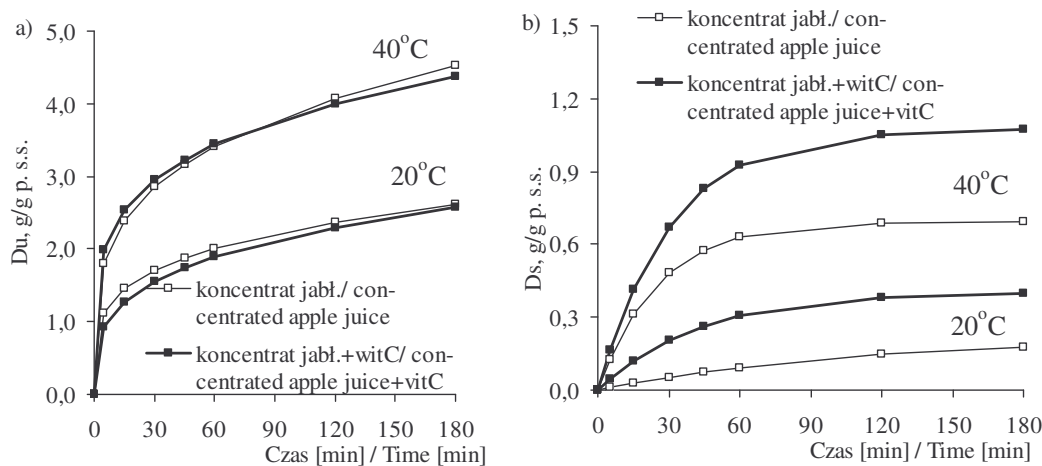 a)
5,0
4,0
3,0
2,0
1,0
0,0
Du, g/g p. s.s.
40°C
20°C
koncentrat jabł./ con-
centrated apple juice
koncentrat jabł.+witC/ con-
centrated apple juice+vitC
0 30 60 90 120 150 180
Czas [min] / Time [min]
b)
1,5
1,2
0,9
0,6
0,3
0,0
Ds, g/g p. s.s.
koncentrat jabł./ con-
centrated apple juice
koncentrat jabł.+witC/ con-
centrated apple juice+vitC
40°C
20°C
0 30 60 90 120 150 180
Czas [min] / Time [min]